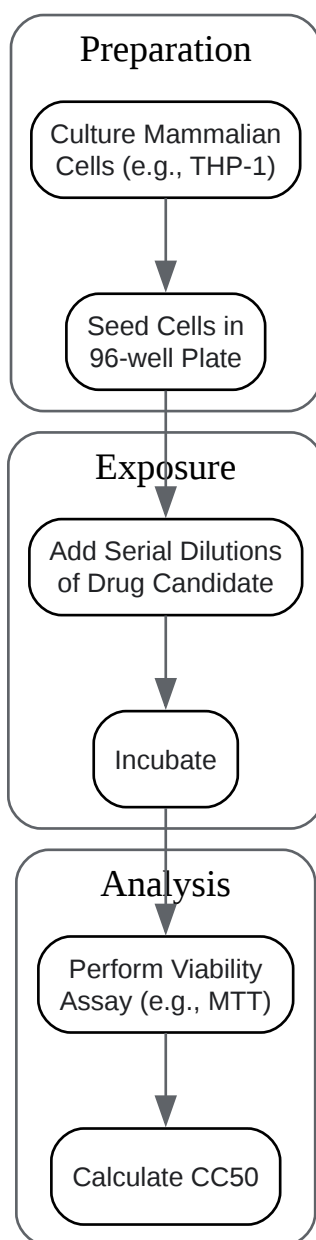 Preparation
Culture Mammalian
Cells (e.g., THP-1)
Seed Cells in
96-well Plate
Exposure
Add Serial Dilutions
of Drug Candidate
Incubate
Analysis
Perform Viability
Assay (e.g., MTT)
Calculate CC50